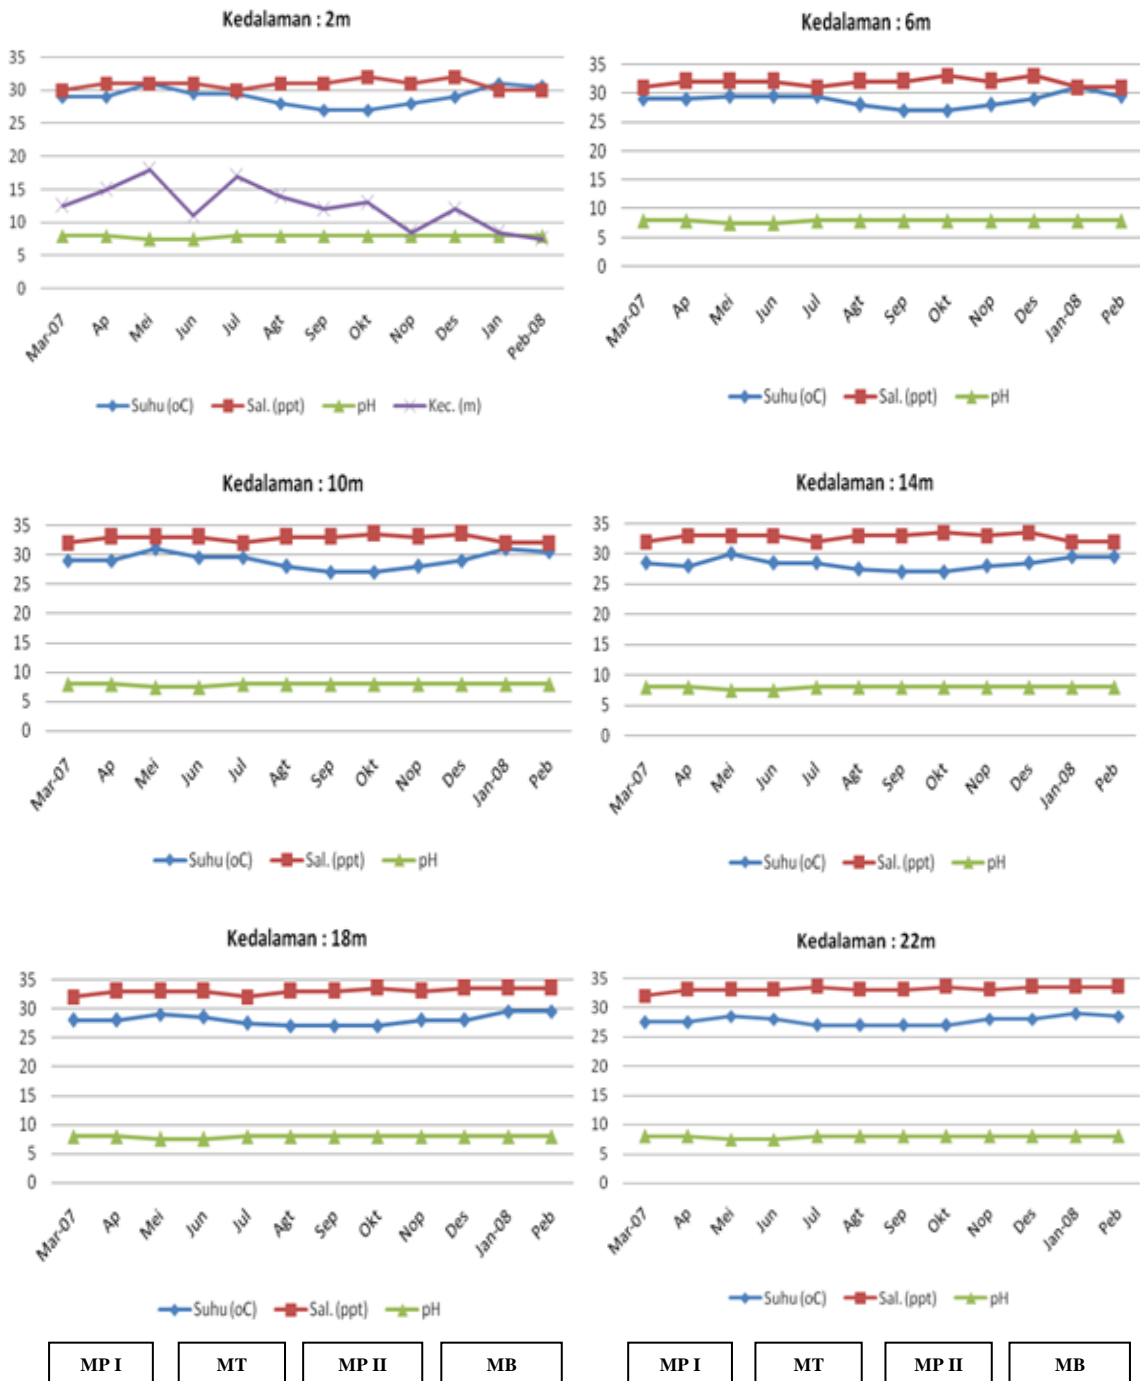 Kedalaman : 2m
35
30
25
20
15
10
5
0
Mar-07 Ap Mei Jun Jul Agt Sep Okt Nop Des Jan Peb-08
Suhu (oC) Sal. (ppt) pH Kec. (m)
Kedalaman : 6m
35
30
25
20
15
10
5
0
Mar-07 Ap Mei Jun Jul Agt Sep Okt Nop Des Jan-08 Peb
Suhu (oC) Sal. (ppt) pH
Kedalaman : 10m
35
30
25
20
15
10
5
0
Mar-07 Ap Mei Jun Jul Agt Sep Okt Nop Des Jan-08 Peb
Suhu (oC) Sal. (ppt) pH
Kedalaman : 14m
35
30
25
20
15
10
5
0
Mar-07 Ap Mei Jun Jul Agt Sep Okt Nop Des Jan-08 Peb
Suhu (oC) Sal. (ppt) pH
Kedalaman : 18m
35
30
25
20
15
10
5
0
Mar-07 Ap Mei Jun Jul Agt Sep Okt Nop Des Jan-08 Peb
Suhu (oC) Sal. (ppt) pH
Kedalaman : 22m
35
30
25
20
15
10
5
0
Mar-07 Ap Mei Jun Jul Agt Sep Okt Nop Des Jan-08 Peb
Suhu (oC) Sal. (ppt) pH
MP I MT MP II MB
MP I MT MP II MB